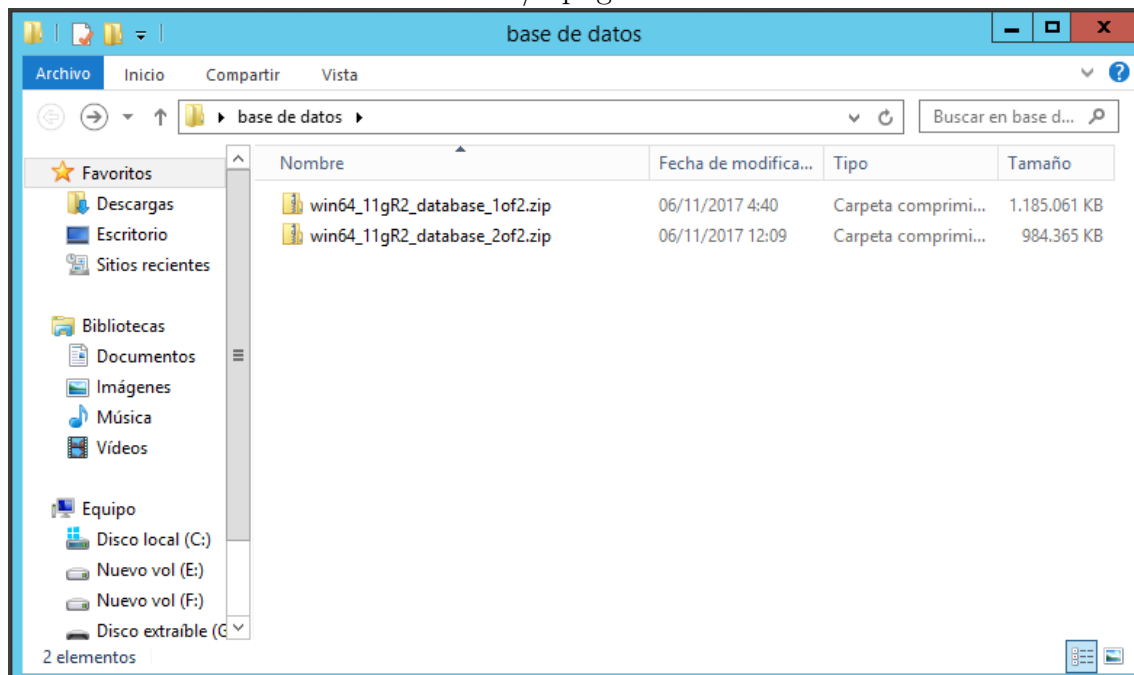 base de datos
Archivo Inicio Compartir Vista
base de datos Buscar en base d...
Nombre Fecha de modifica... Tipo Tamaño
win64_11gR2_database_1of2.zip 06/11/2017 4:40 Carpeta comprimi... 1.185.061 KB
win64_11gR2_database_2of2.zip 06/11/2017 12:09 Carpeta comprimi... 984.365 KB
Favoritos
Descargas
Escritorio
Sitios recientes
Bibliotecas
Documentos
Imágenes
Música
Vídeos
Equipo
Disco local (C:)
Nuevo vol (E:)
Nuevo vol (F:)
Disco extraíble (G
2 elementos